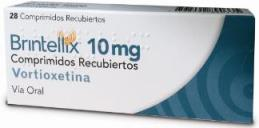 28 Comprimidos Recubiertos
Brintellix 10mg
Comprimidos Recubiertos
Vortioxetina
Vía Oral